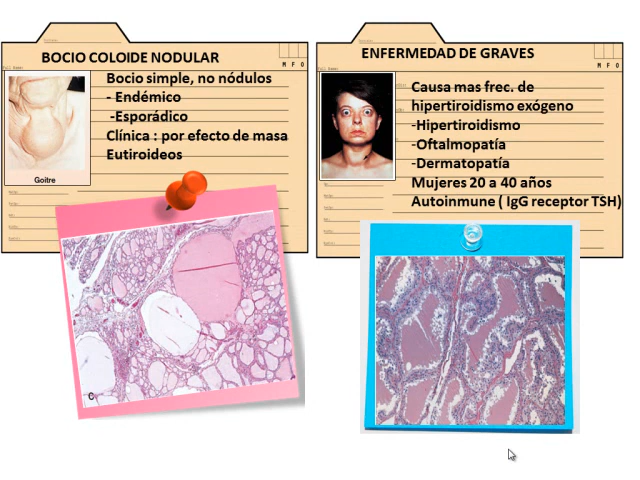 BOCIO COLOIDE NODULAR
M F O
Bocio simple, no nódulos
- Endémico
-Esporádico
Clínica : por efecto de masa
Eutiroideos
Goitre
C
ENFERMEDAD DE GRAVES
M F O
Causa mas frec. de
hipertiroidismo exógeno
-Hipertiroidismo
-Oftalmopatía
-Dermatopatía
Mujeres 20 a 40 años
Autoinmune ( IgG receptor TSH)